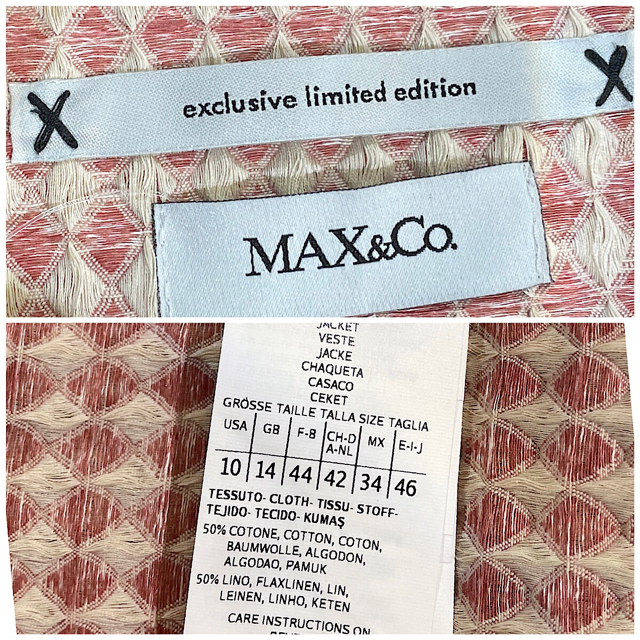 exclusive limited edition
MAX&Co.
JACKET
VESTE
JACKE
CHAQUETA
CASACO
CEKET
GRÖSSE TAILLE TALLA SIZE TAGLIA
USA GB F-B CH-D A-NL MX E-I-J
10 14 44 42 34 46
TESSUTO- CLOTH- TISSU- STOFF-
TEJIDO- TECIDO- KUMAŞ
50% COTONE, COTTON, COTON,
BAUMWOLLE, ALGODON,
ALGODAO, PAMUK
50% LINO, FLAXLINEN, LIN,
LEINEN, LINHO, KETEN
CARE INSTRUCTIONS ON